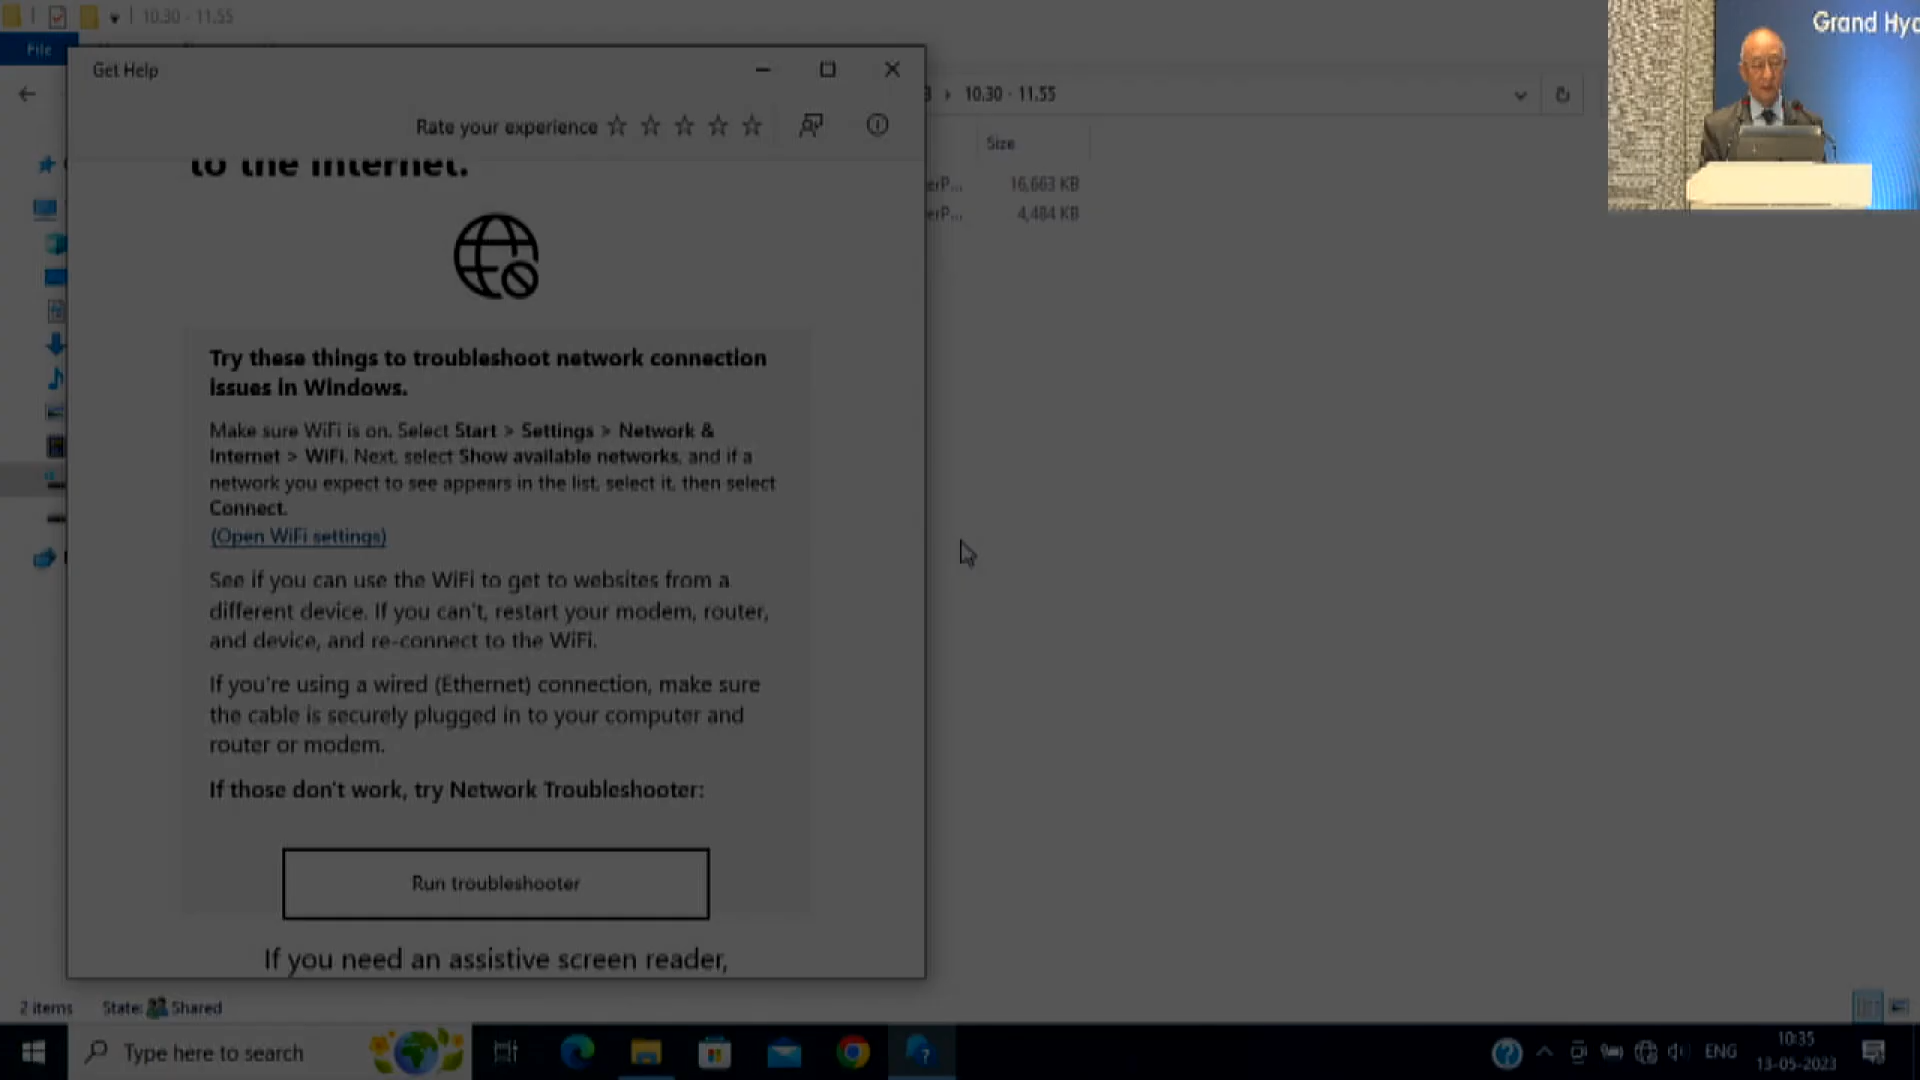 10.30 - 11.55
File
Get Help
10.30 - 11.55
Grand Hyd
Rate your experience
Size
to the internet.
erP... 16,663 KB
erP... 4,484 KB
Try these things to troubleshoot network connection
issues in Windows.
Make sure WiFi is on. Select Start > Settings > Network &
Internet > WiFi. Next, select Show available networks, and if a
network you expect to see appears in the list, select it, then select
Connect.
(Open WiFi settings)
See if you can use the WiFi to get to websites from a
different device. If you can't, restart your modem, router,
and device, and re-connect to the WiFi.
If you're using a wired (Ethernet) connection, make sure
the cable is securely plugged in to your computer and
router or modem.
If those don't work, try Network Troubleshooter:
Run troubleshooter
If you need an assistive screen reader,
2 items State: Shared
Type here to search
ENG
10:35
13-05-2023